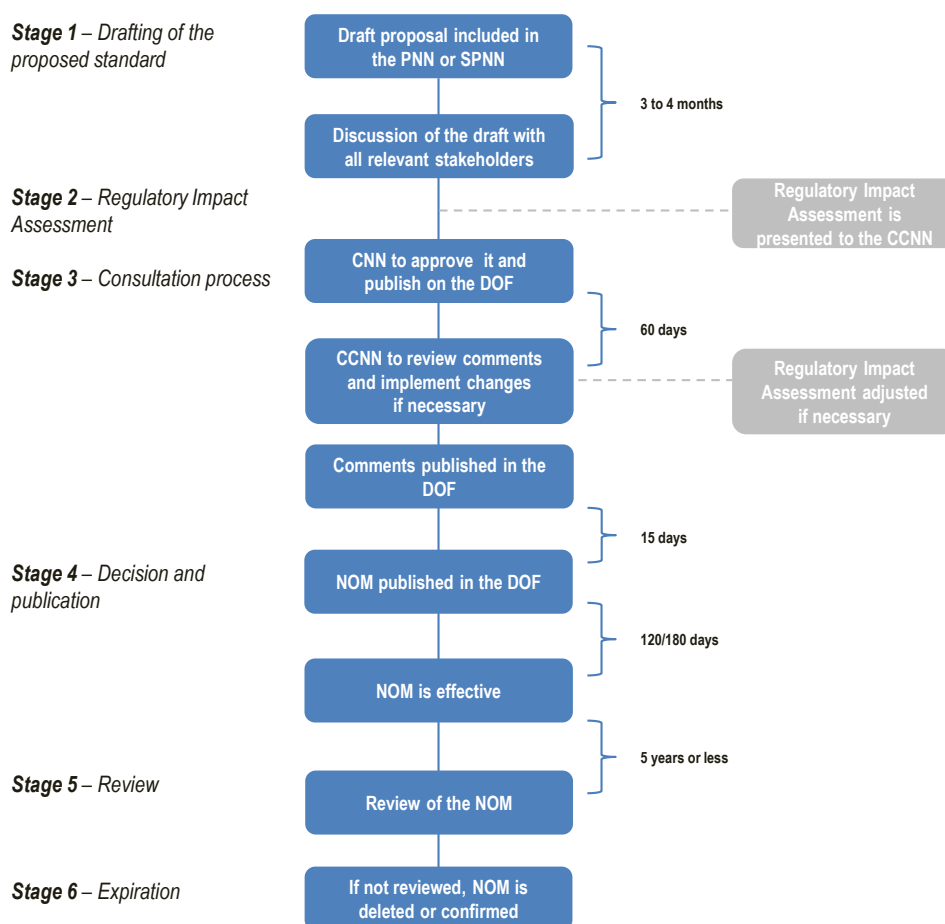 Stage 1 – Drafting of the
proposed standard
Draft proposal included in
the PNN or SPNN
3 to 4 months
Discussion of the draft with
all relevant stakeholders
Stage 2 – Regulatory Impact
Assessment
Regulatory Impact
Assessment is
presented to the CCNN
Stage 3 – Consultation process
CNN to approve it and
publish on the DOF
60 days
CCNN to review comments
and implement changes
if necessary
Regulatory Impact
Assessment adjusted
if necessary
Comments published in the
DOF
15 days
Stage 4 – Decision and
publication
NOM published in the DOF
120/180 days
NOM is effective
5 years or less
Stage 5 – Review
Review of the NOM
Stage 6 – Expiration
If not reviewed, NOM is
deleted or confirmed